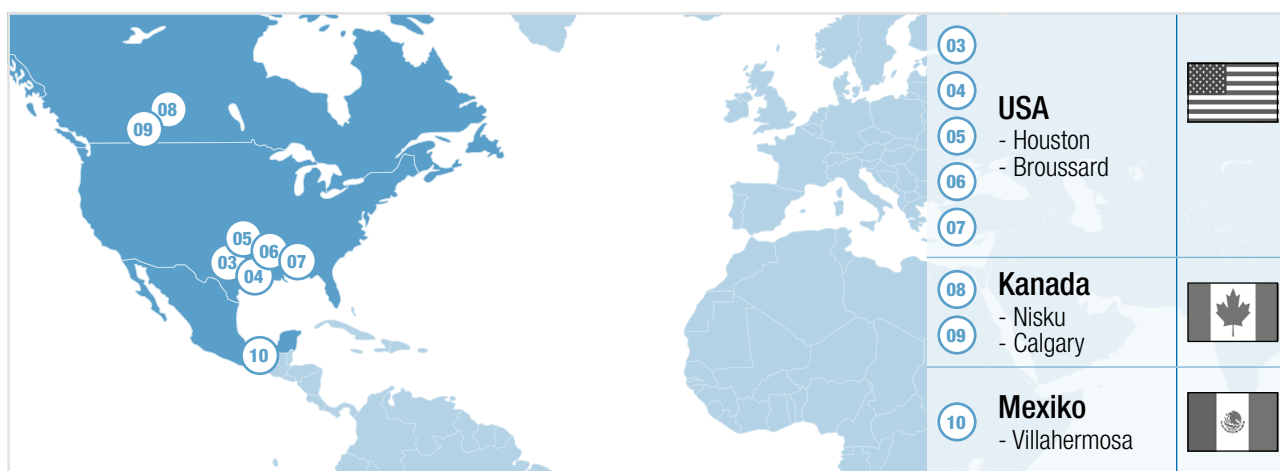 08
09
05
06
03
07
04
10
03
04
05
06
07
USA
- Houston
- Broussard
08
09
Kanada
- Nisku
- Calgary
10
Mexiko
- Villahermosa